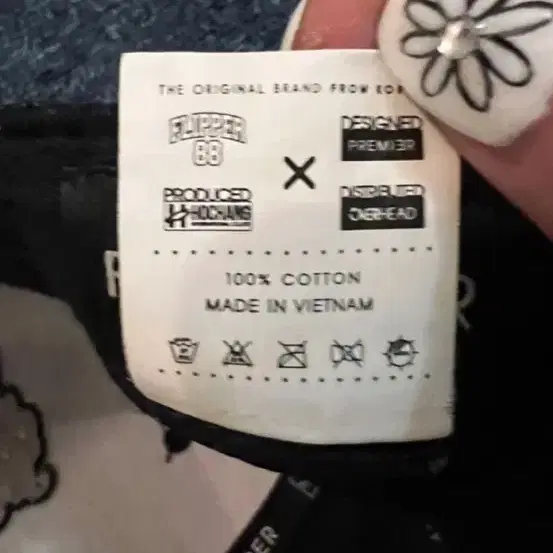 THE ORIGINAL BRAND FROM KOR
FLIPPER
88
DESIGNED
PREMI3R
X
PRODUCED
HOCHANG
DISTRIBUTED
OVERHEAD
100% COTTON
MADE IN VIETNAM